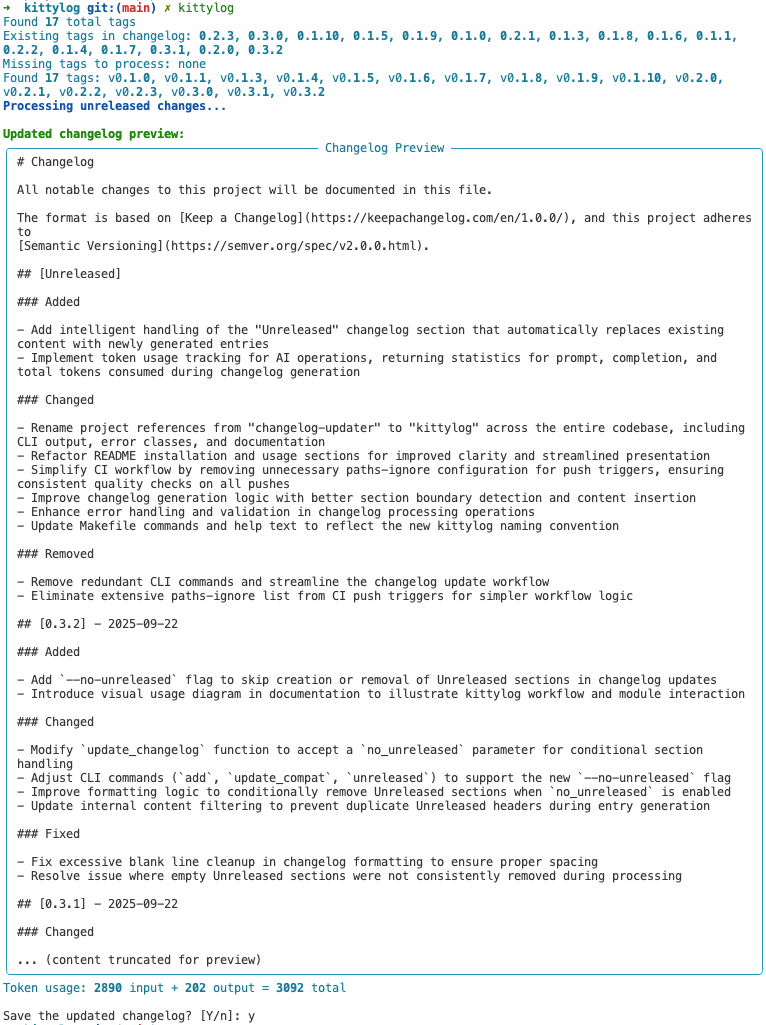 ➜  kittylog git:(main) ✗ kittylog
Found 17 total tags
Existing tags in changelog: 0.2.3, 0.3.0, 0.1.10, 0.1.5, 0.1.9, 0.1.0, 0.2.1, 0.1.3, 0.1.8, 0.1.6, 0.1.1,
0.2.2, 0.1.4, 0.1.7, 0.3.1, 0.2.0, 0.3.2
Missing tags to process: none
Found 17 tags: v0.1.0, v0.1.1, v0.1.3, v0.1.4, v0.1.5, v0.1.6, v0.1.7, v0.1.8, v0.1.9, v0.1.10, v0.2.0,
v0.2.1, v0.2.2, v0.2.3, v0.3.0, v0.3.1, v0.3.2
Processing unreleased changes...
Updated changelog preview:
Changelog Preview
# Changelog
All notable changes to this project will be documented in this file.
The format is based on [Keep a Changelog](https://keepachangelog.com/en/1.0.0/), and this project adheres
to
[Semantic Versioning](https://semver.org/spec/v2.0.0.html).
## [Unreleased]
### Added
- Add intelligent handling of the "Unreleased" changelog section that automatically replaces existing
content with newly generated entries
- Implement token usage tracking for AI operations, returning statistics for prompt, completion, and
total tokens consumed during changelog generation
### Changed
- Rename project references from "changelog-updater" to "kittylog" across the entire codebase, including
CLI output, error classes, and documentation
- Refactor README installation and usage sections for improved clarity and streamlined presentation
- Simplify CI workflow by removing unnecessary paths-ignore configuration for push triggers, ensuring
consistent quality checks on all pushes
- Improve changelog generation logic with better section boundary detection and content insertion
- Enhance error handling and validation in changelog processing operations
- Update Makefile commands and help text to reflect the new kittylog naming convention
### Removed
- Remove redundant CLI commands and streamline the changelog update workflow
- Eliminate extensive paths-ignore list from CI push triggers for simpler workflow logic
## [0.3.2] - 2025-09-22
### Added
- Add `--no-unreleased` flag to skip creation or removal of Unreleased sections in changelog updates
- Introduce visual usage diagram in documentation to illustrate kittylog workflow and module interaction
### Changed
- Modify `update_changelog` function to accept a `no_unreleased` parameter for conditional section
handling
- Adjust CLI commands (`add`, `update_compat`, `unreleased`) to support the new `--no-unreleased` flag
- Improve formatting logic to conditionally remove Unreleased sections when `no_unreleased` is enabled
- Update internal content filtering to prevent duplicate Unreleased headers during entry generation
### Fixed
- Fix excessive blank line cleanup in changelog formatting to ensure proper spacing
- Resolve issue where empty Unreleased sections were not consistently removed during processing
## [0.3.1] - 2025-09-22
### Changed
... (content truncated for preview)
Token usage: 2890 input + 202 output = 3092 total
Save the updated changelog? [Y/n]: y